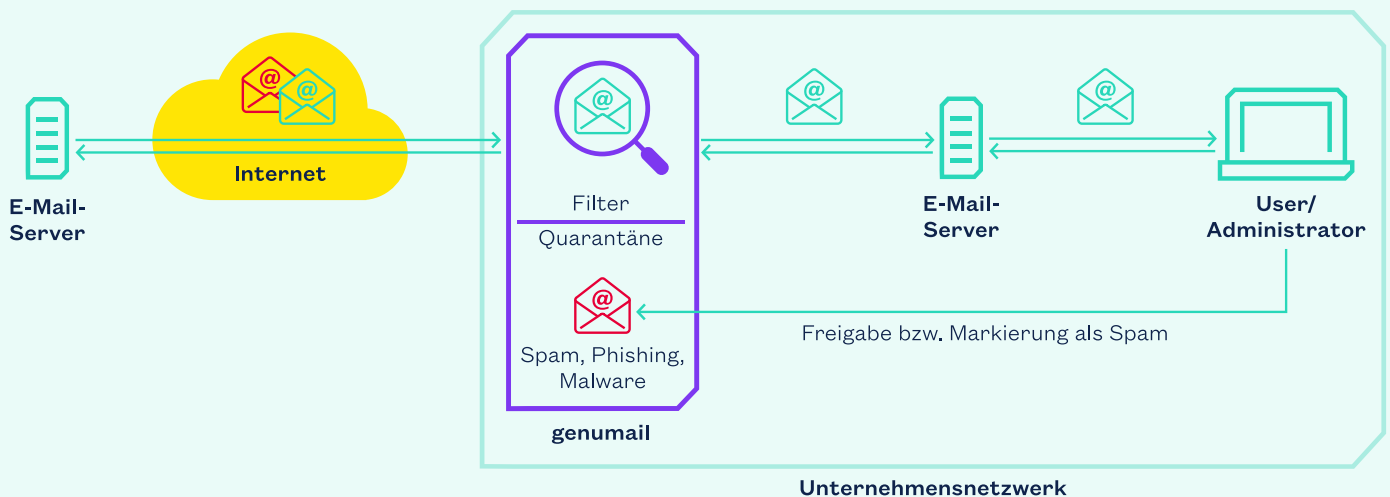 @
@
@
@
@
Internet
E-Mail-
Server
Filter
Quarantäne
@
Spam, Phishing,
Malware
genumail
E-Mail-
Server
User/
Administrator
Freigabe bzw. Markierung als Spam
Unternehmensnetzwerk